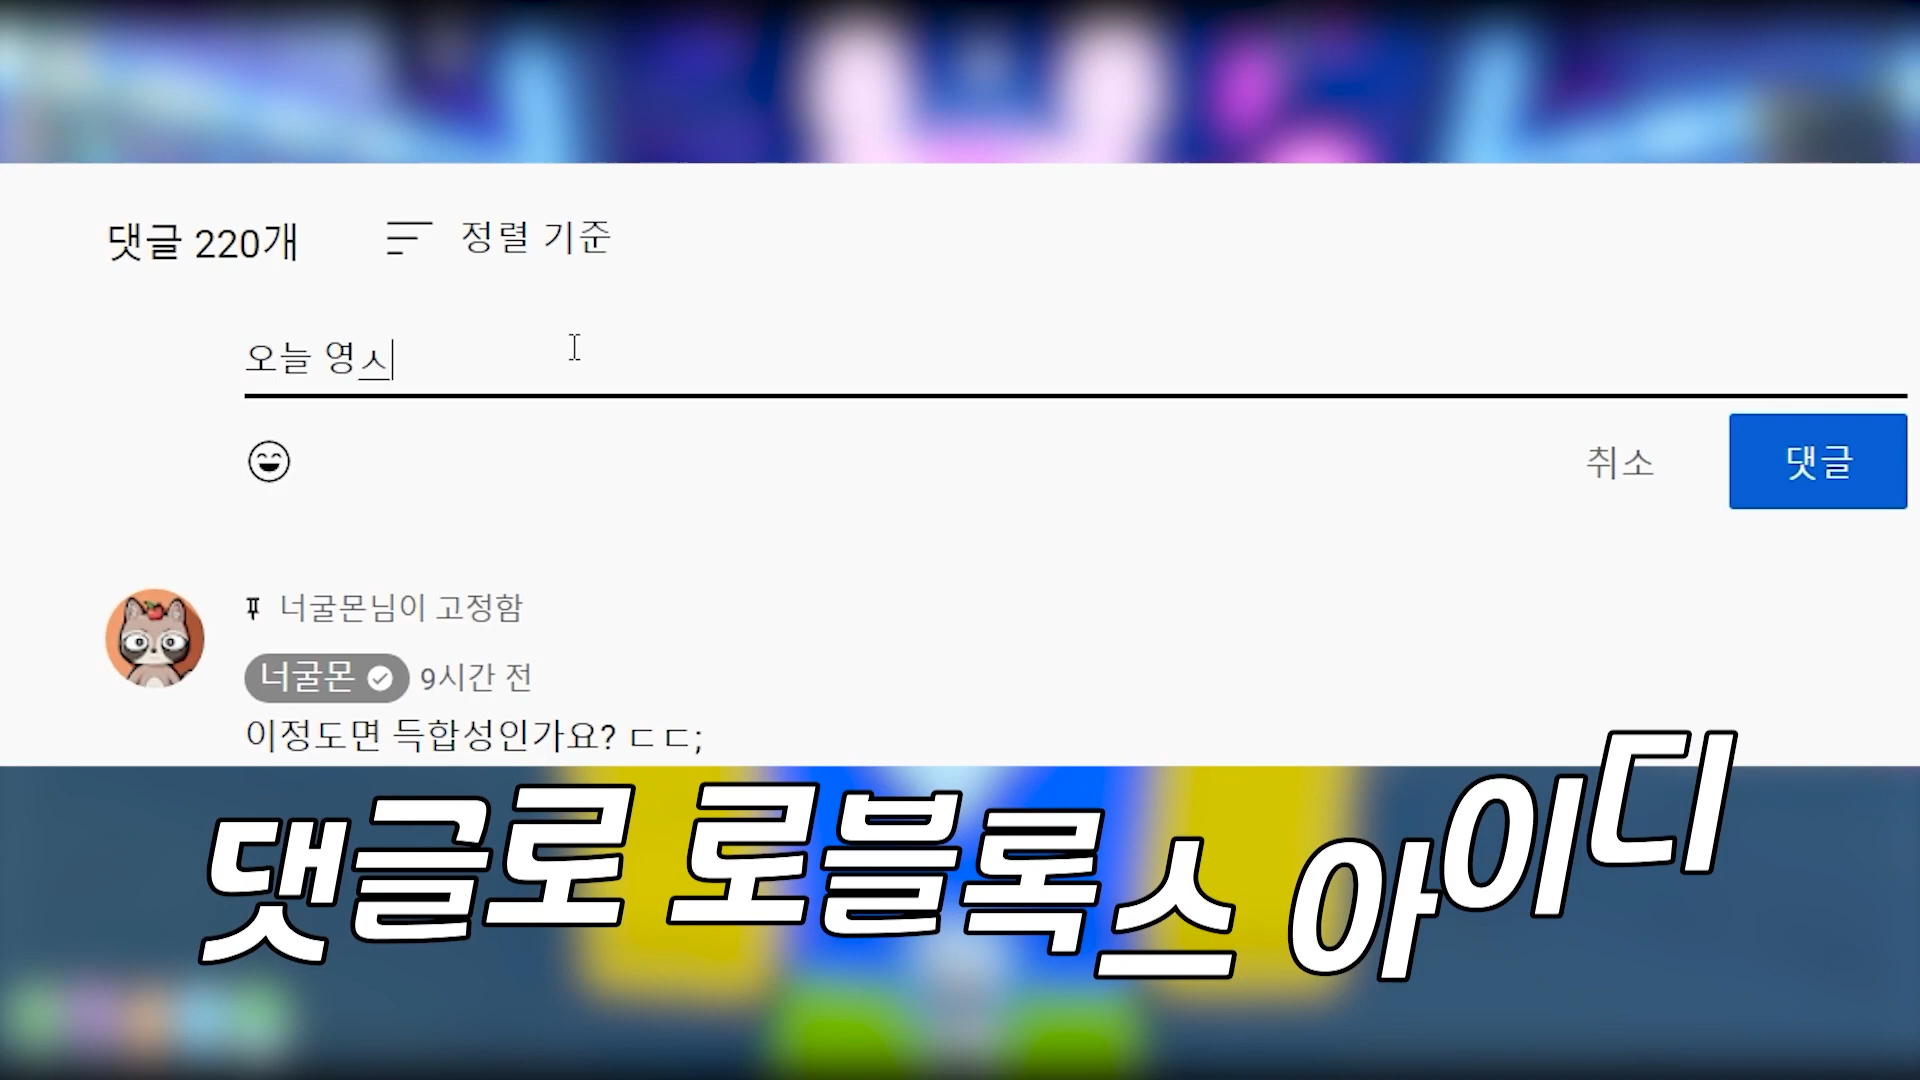 댓글 220개 정렬 기준
오늘 영스
취소 댓글
너굴몬님이 고정함
너굴몬 9시간 전
이정도면 득합성인가요? ㄷㄷ;
댓글로 로블록스 아이디